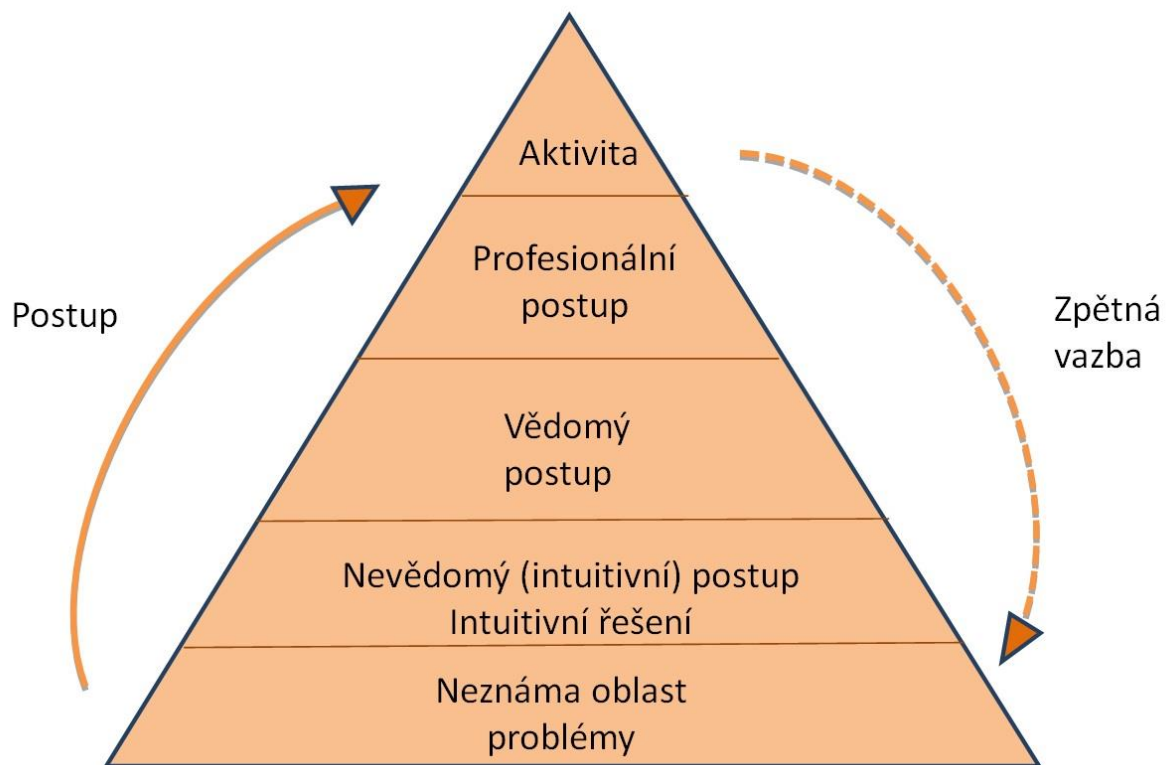 Aktivita
Profesionální
postup
Postup
Zpětná
vazba
Vědomý
postup
Nevědomý (intuitivní) postup
Intuitivní řešení
Neznáma oblast
problémy